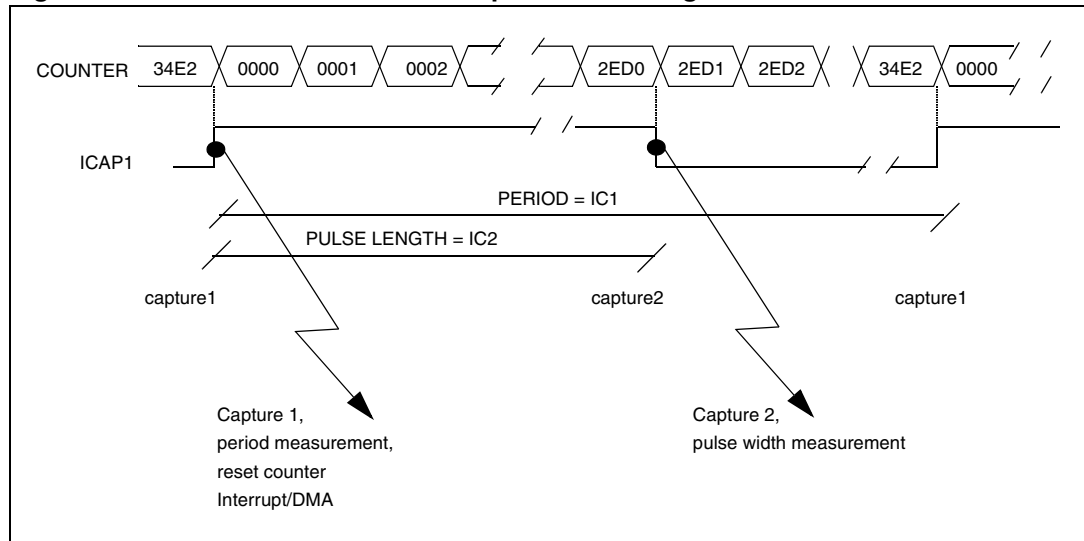 COUNTER 34E2 0000 0001 0002 2ED0 2ED1 2ED2 34E2 0000
ICAP1
PERIOD = IC1
PULSE LENGTH = IC2
capture1 capture2 capture1
Capture 1,
period measurement,
reset counter
Interrupt/DMA
Capture 2,
pulse width measurement